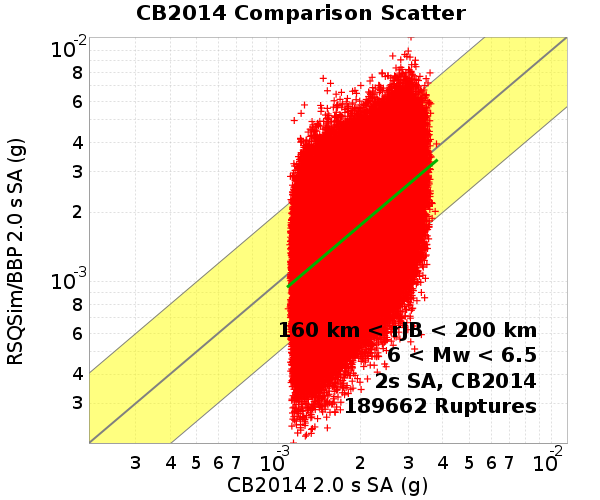 CB2014 Comparison Scatter
RSQSim/BBP 2.0 s SA (g)
10-2
8
6
4
3
2
10-3
8
6
4
3
160 km < rJB < 200 km
6 < Mw < 6.5
2s SA, CB2014
189662 Ruptures
3 4 5 6 7 10-3 2 3 4 5 6 7 10-2
CB2014 2.0 s SA (g)